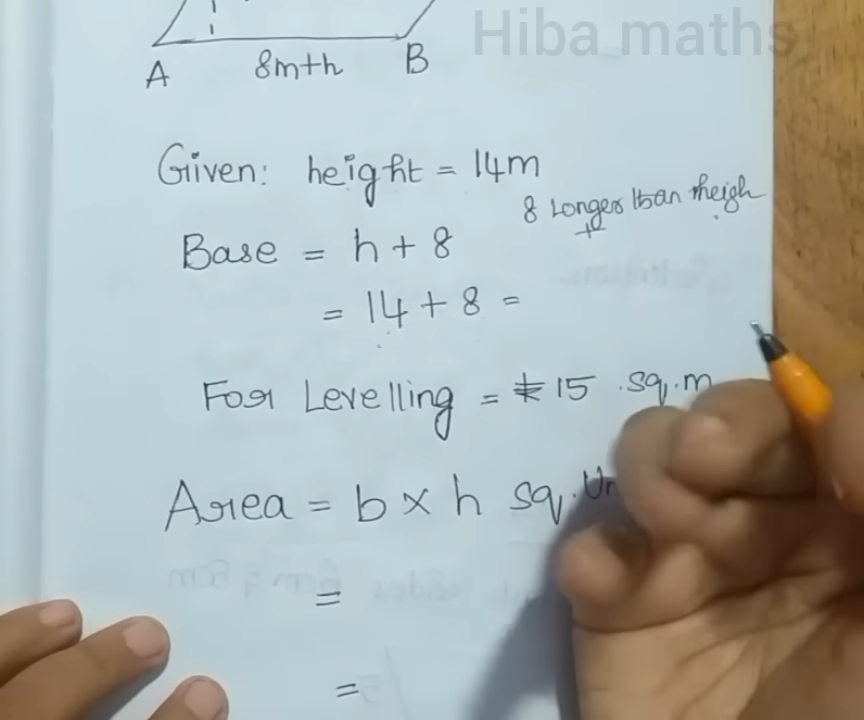 Hiba maths
A 8m+h B
Given: height = 14m
8 Longer than
Base = h + 8
= 14 + 8 =
For Levelling = ₹ 15 .sq.m
Area = b × h sq.
=
=